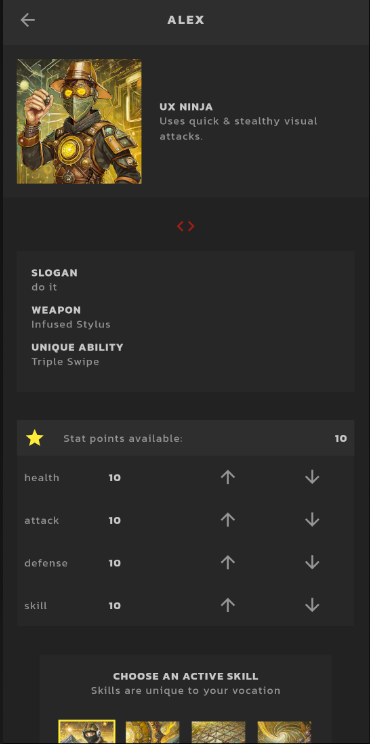 ALEX
UX NINJA
Uses quick & stealthy visual
attacks.
<>
SLOGAN
do it
WEAPON
Infused Stylus
UNIQUE ABILITY
Triple Swipe
Stat points available: 10
health 10
attack 10
defense 10
skill 10
CHOOSE AN ACTIVE SKILL
Skills are unique to your vocation